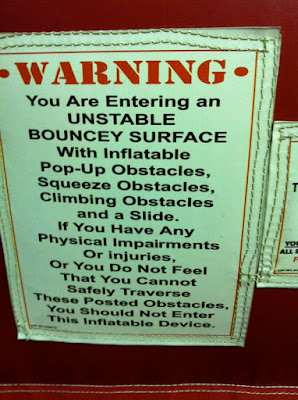 • WARNING •
You Are Entering an
UNSTABLE
BOUNCEY SURFACE
With Inflatable
Pop-Up Obstacles,
Squeeze Obstacles,
Climbing Obstacles
and a Slide.
If You Have Any
Physical Impairments
Or injuries,
Or You Do Not Feel
That You Cannot
Safely Traverse
These Posted Obstacles,
You Should Not Enter
This Inflatable Device.
T
YOU
ALL S